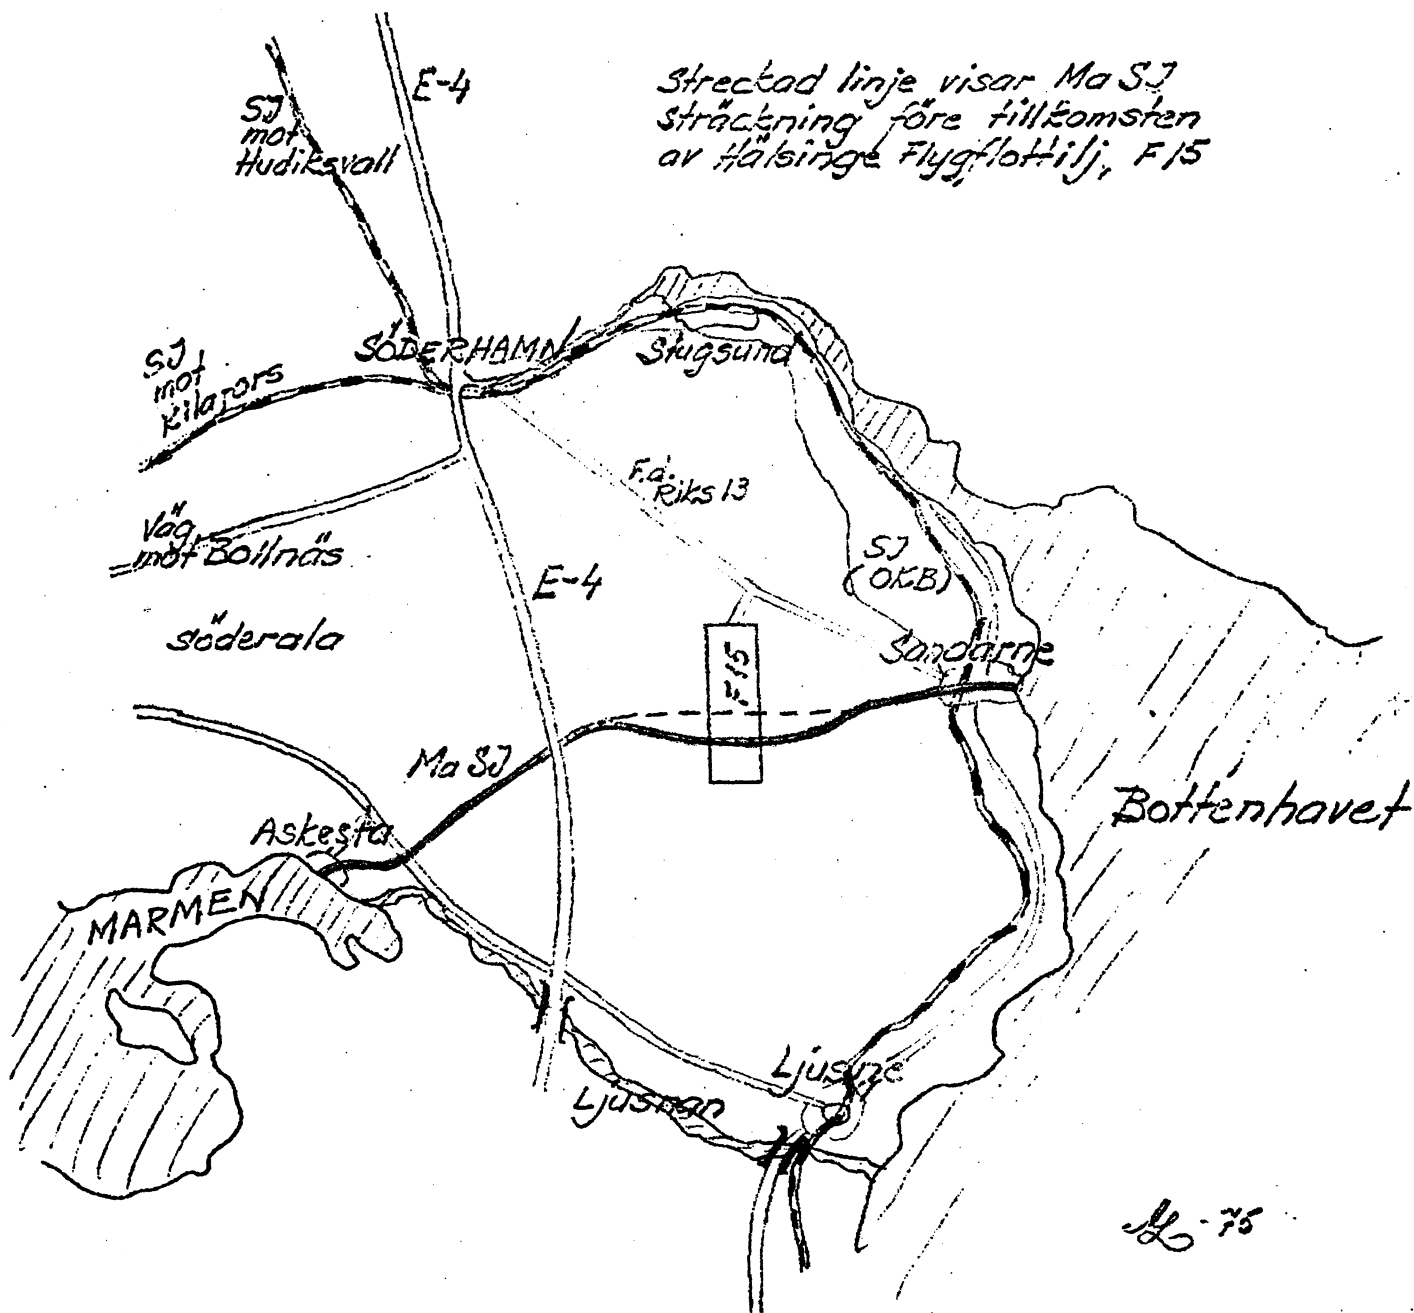 E-4
Streckad linje visar Ma SJ
sträckning före tillkomsten
av Hälsinge Flygflottilj, F 15
SJ
mot
Hudiksvall
SÖDERHAMN
Stugsund
SJ
mot
Kilafors
F.d.
Riks 13
Väg
mot Bollnäs
SJ
(OKB)
E-4
Söderala
Sandarne
F 15
Ma SJ
Bottenhavet
Askesta
MARMEN
Ljusne
Ljusnan
-75